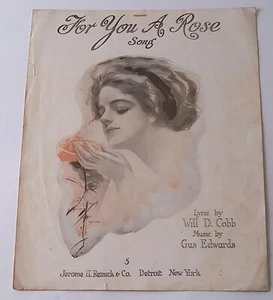 For You A Rose
Song
Lyric by
Will D. Cobb
Music by
Gus Edwards
5
Jerome H. Remick & Co. Detroit New York